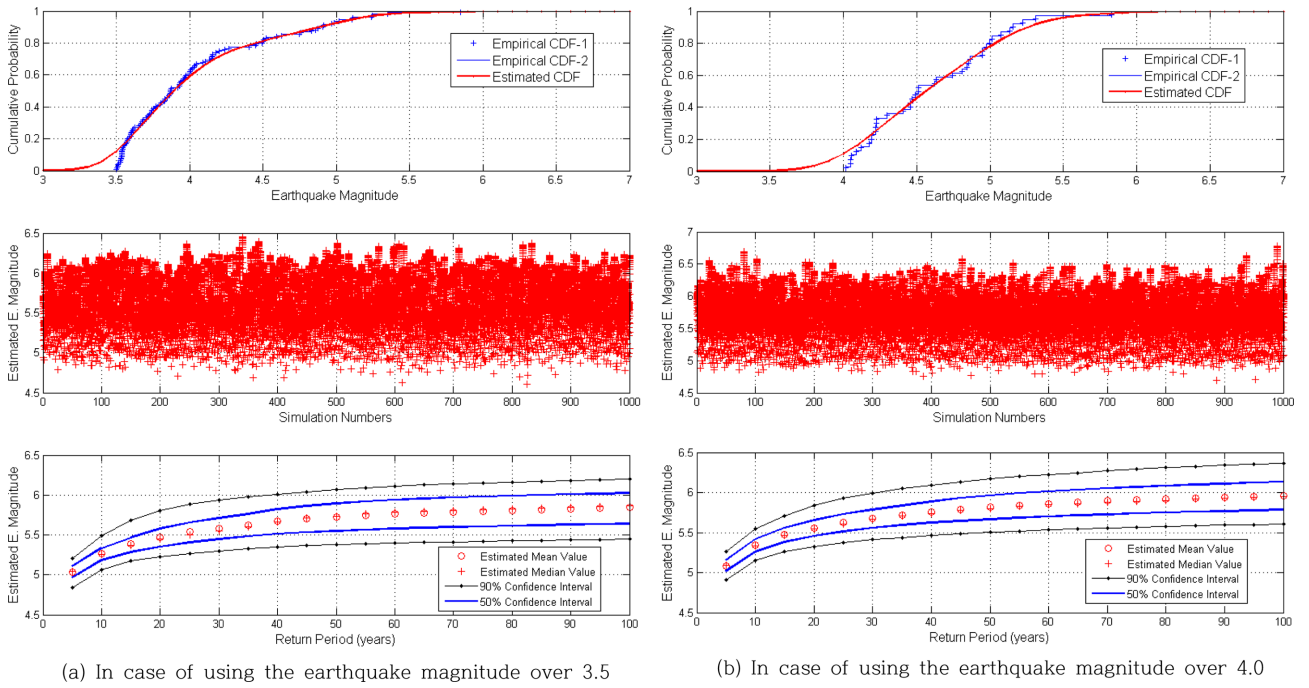 Cumulative Probability
1
0.8
0.6
0.4
0.2
0
3 3.5 4 4.5 5 5.5 6 6.5 7
Earthquake Magnitude
Empirical CDF-1
Empirical CDF-2
Estimated CDF
Estimated E. Magnitude
6.5
6
5.5
5
4.5
0 100 200 300 400 500 600 700 800 900 1000
Simulation Numbers
Estimated E. Magnitude
6.5
6
5.5
5
4.5
0 10 20 30 40 50 60 70 80 90 100
Return Period (years)
Estimated Mean Value
Estimated Median Value
90% Confidence Interval
50% Confidence Interval
(a) In case of using the earthquake magnitude over 3.5
Cumulative Probability
1
0.8
0.6
0.4
0.2
0
3 3.5 4 4.5 5 5.5 6 6.5 7
Earthquake Magnitude
Empirical CDF-1
Empirical CDF-2
Estimated CDF
Estimated E. Magnitude
7
6.5
6
5.5
5
4.5
0 100 200 300 400 500 600 700 800 900 1000
Simulation Numbers
Estimated E. Magnitude
6.5
6
5.5
5
4.5
0 10 20 30 40 50 60 70 80 90 100
Return Period (years)
Estimated Mean Value
Estimated Median Value
90% Confidence Interval
50% Confidence Interval
(b) In case of using the earthquake magnitude over 4.0